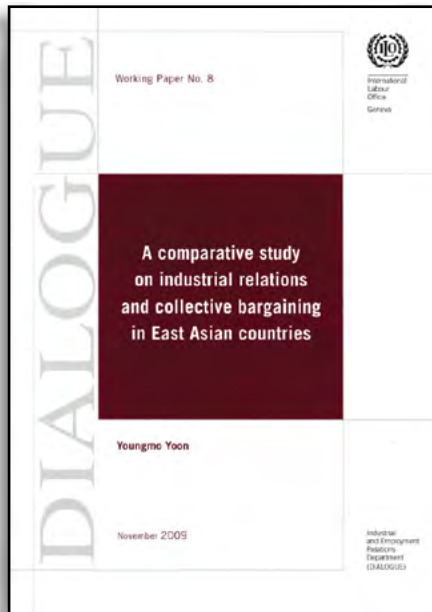 DIALOGUE
Working Paper No. 8
ILO
International
Labour
Office
Geneva
A comparative study
on industrial relations
and collective bargaining
in East Asian countries
Youngmo Yoon
November 2009
Industrial
and Employment
Relations
Department
(DIALOGUE)